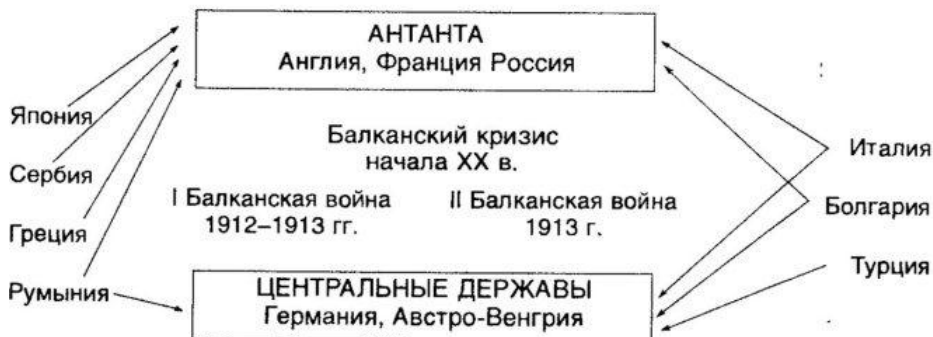 АНТАНТА
Англия, Франция Россия
Япония
Сербия
Греция
Румыния
Балканский кризис
начала XX в.
I Балканская война
1912–1913 гг.
II Балканская война
1913 г.
Италия
Болгария
Турция
ЦЕНТРАЛЬНЫЕ ДЕРЖАВЫ
Германия, Австро-Венгрия